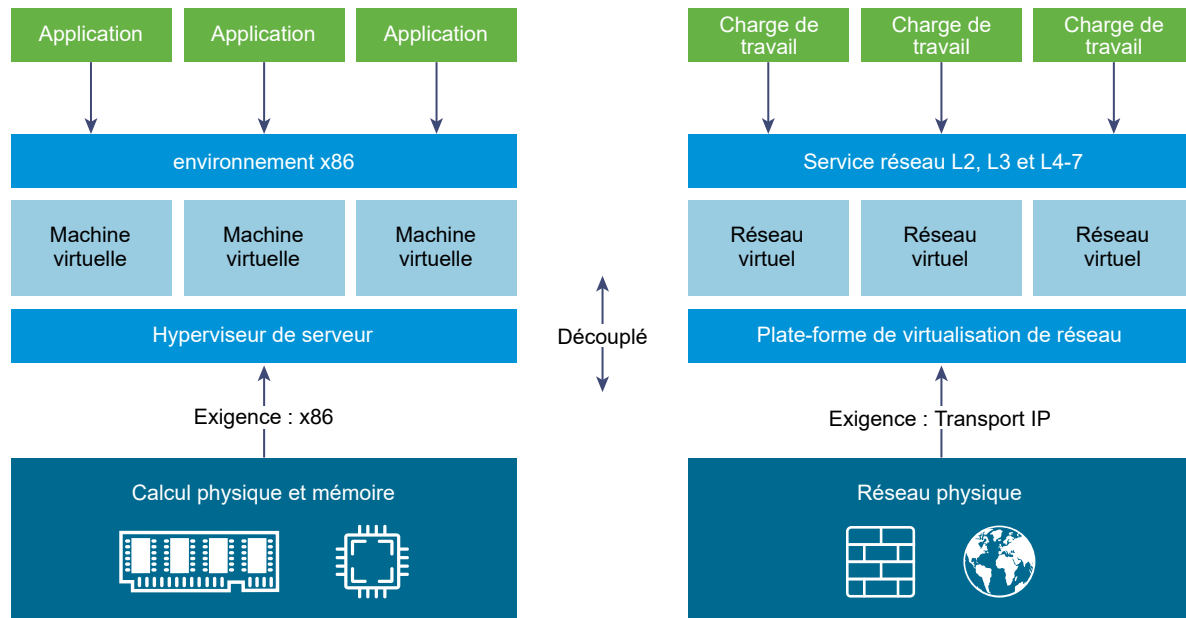 Application
Application
Application
environnement x86
Machine
virtuelle
Machine
virtuelle
Machine
virtuelle
Hyperviseur de serveur
Exigence : x86
Calcul physique et mémoire
Découplé
Charge de
travail
Charge de
travail
Charge de
travail
Service réseau L2, L3 et L4-7
Réseau
virtuel
Réseau
virtuel
Réseau
virtuel
Plate-forme de virtualisation de réseau
Exigence : Transport IP
Réseau physique